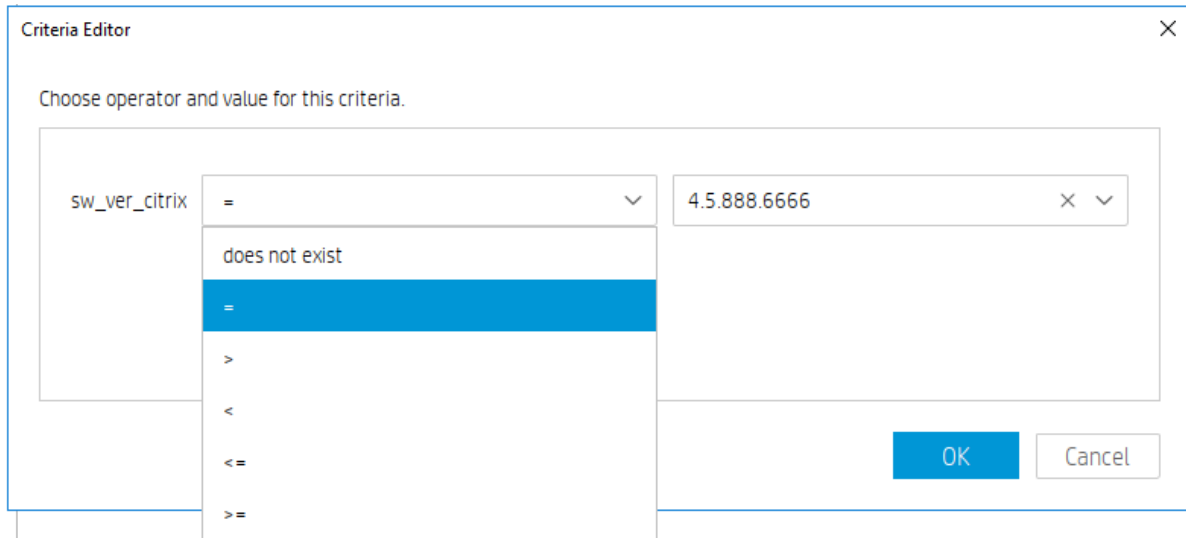 Criteria Editor
Choose operator and value for this criteria.
sw_ver_citrix = 4.5.888.6666
does not exist
=
>
<
<=
>=
OK Cancel